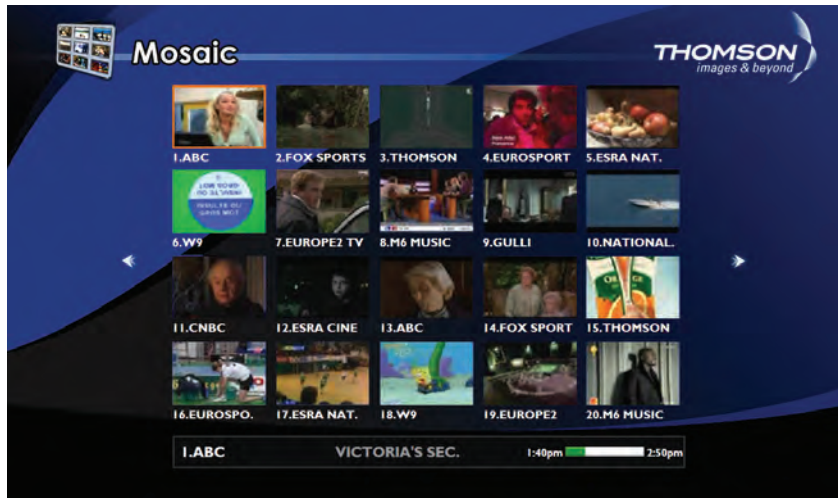 Mosaic
THOMSON
images & beyond
1.ABC 2.FOX SPORTS 3.THOMSON 4.EUROSPORT 5.ESRA NAT.
6.W9 7.EUROPE2 TV 8.M6 MUSIC 9.GULLI 10.NATIONAL.
ORANGE
11.CNBC 12.ESRA CINE 13.ABC 14.FOX SPORT 15.THOMSON
16.EUROSPO. 17.ESRA NAT. 18.W9 19.EUROPE2 20.M6 MUSIC
1.ABC VICTORIA'S SEC. 1:40pm 2:50pm